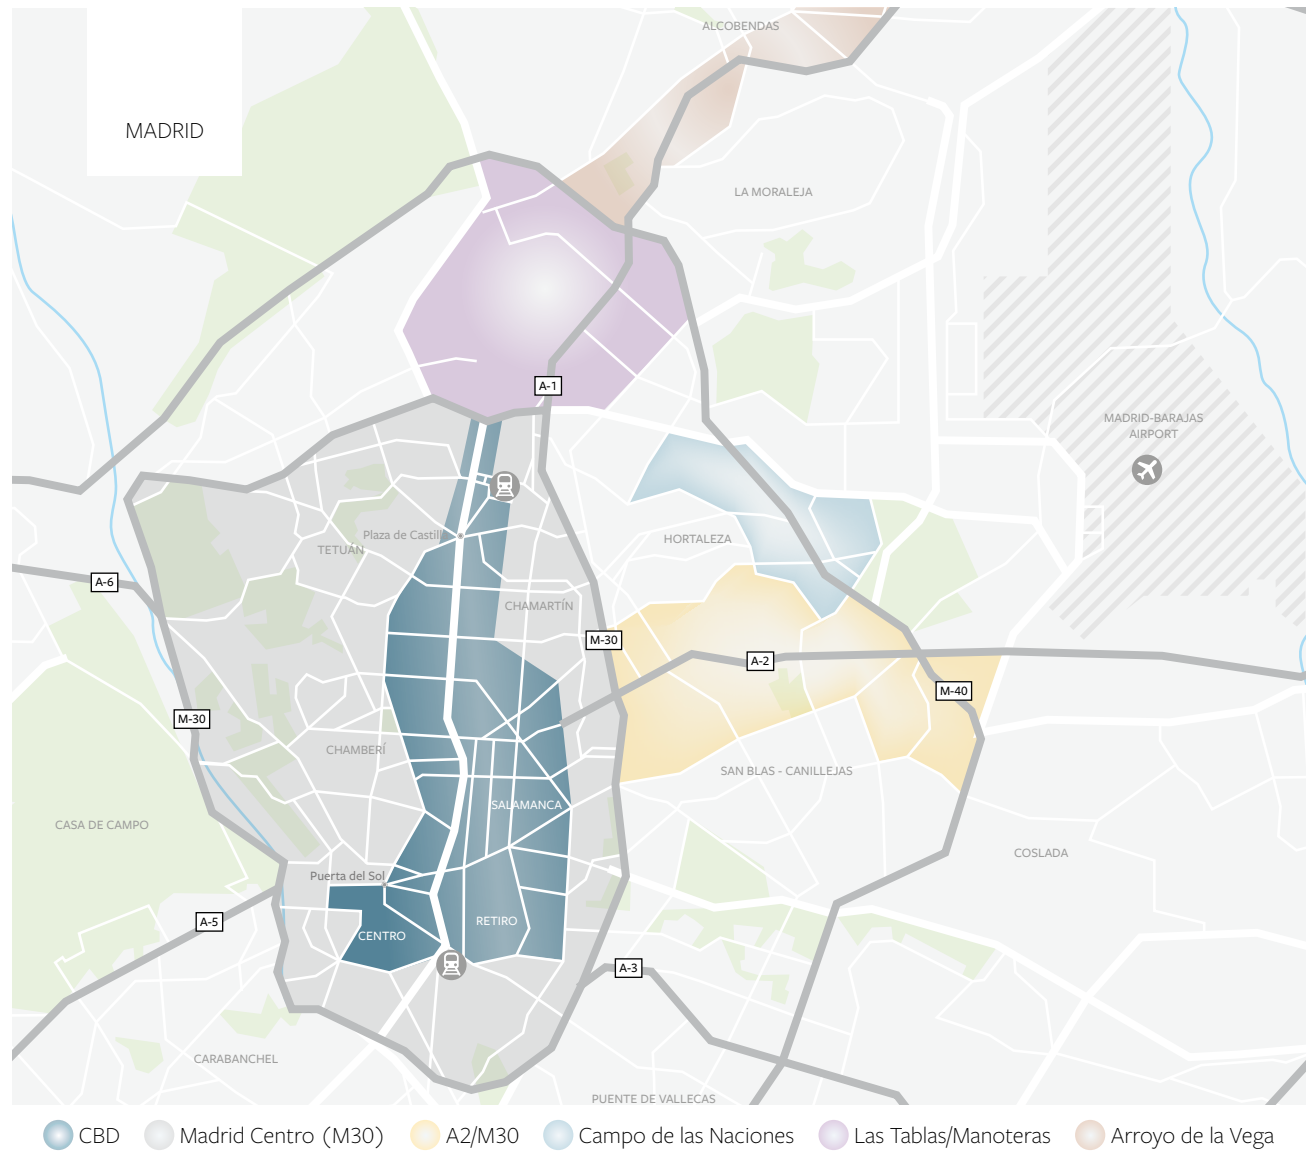 ALCOBENDAS
MADRID
LA MORALEJA
A-1
MADRID-BARAJAS
AIRPORT
Plaza de Castill
HORTALEZA
TETUÁN
A-6
CHAMARTÍN
M-30
A-2
M-40
M-30
CHAMBERÍ
SAN BLAS - CANILLEJAS
SALAMANCA
CASA DE CAMPO
COSLADA
Puerta del Sol
A-5
RETIRO
CENTRO
A-3
CARABANCHEL
PUENTE DE VALLECAS
CBD
Madrid Centro (M30)
A2/M30
Campo de las Naciones
Las Tablas/Manoteras
Arroyo de la Vega